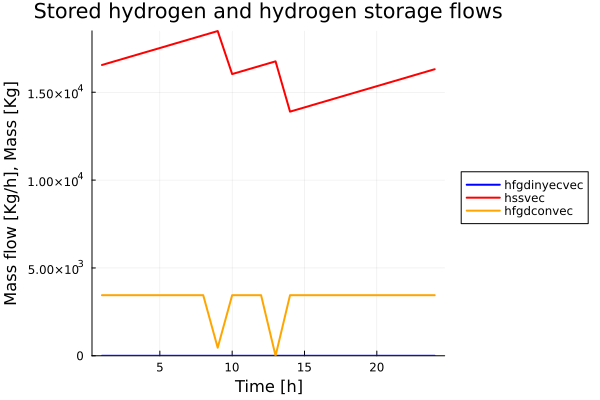 Stored hydrogen and hydrogen storage flows
Mass flow [Kg/h], Mass [Kg]
1.50×10⁴
1.00×10⁴
5.00×10³
0
5 10 15 20
Time [h]
hfgdinyecvec
hssvec
hfgdconvec